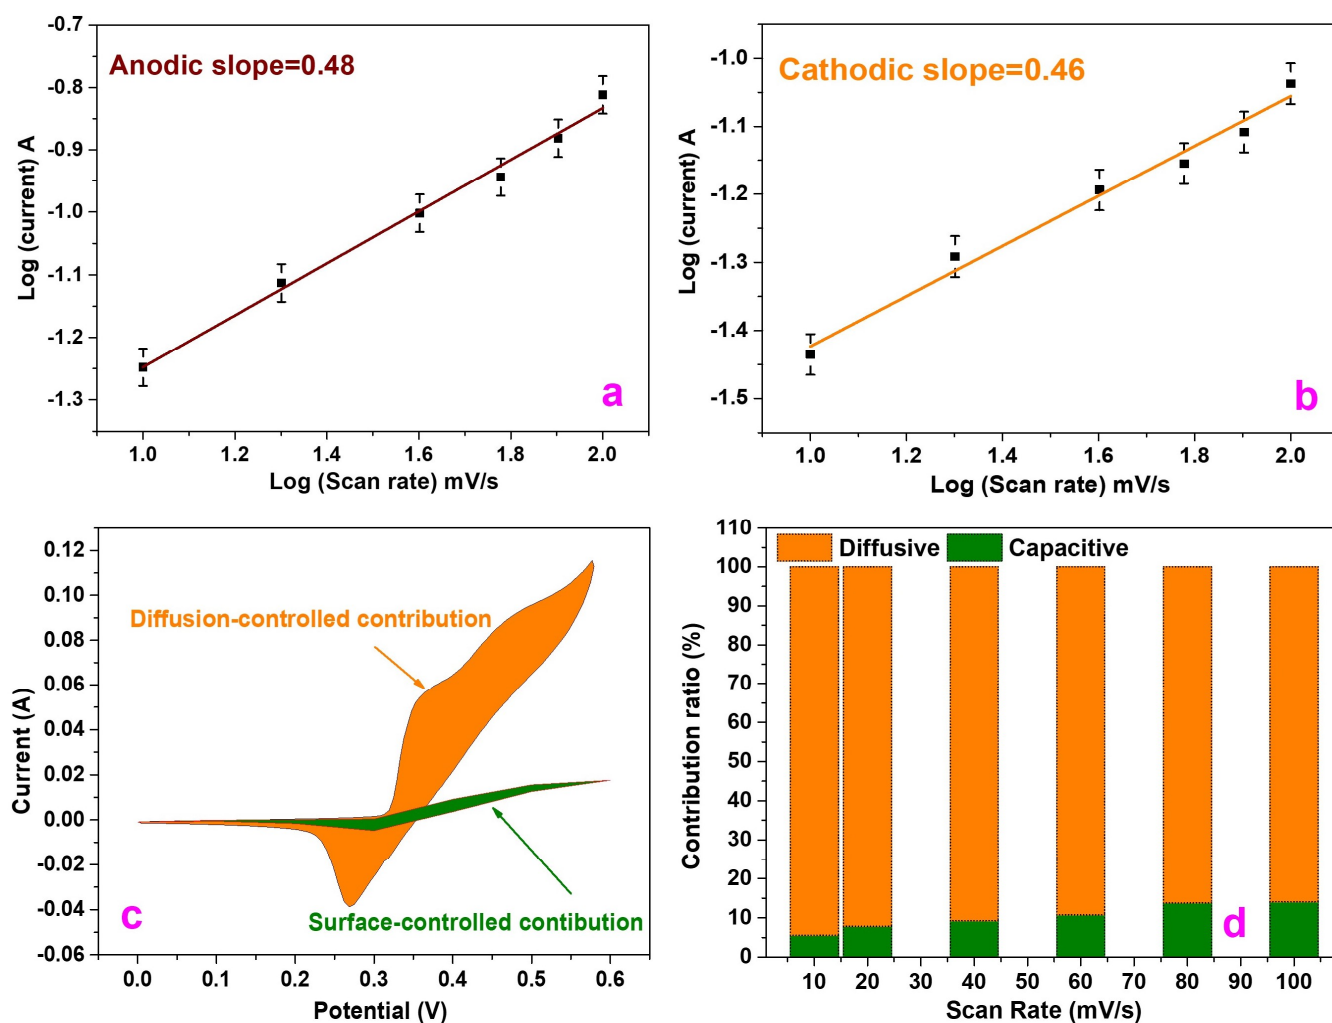 Anodic slope=0.48
-0.7
-0.8
-0.9
-1.0
-1.1
-1.2
-1.3
Log (current) A
1.0 1.2 1.4 1.6 1.8 2.0
Log (Scan rate) mV/s
a
Cathodic slope=0.46
-1.0
-1.1
-1.2
-1.3
-1.4
-1.5
Log (current) A
1.0 1.2 1.4 1.6 1.8 2.0
Log (Scan rate) mV/s
b
0.12
0.10
0.08
0.06
0.04
0.02
0.00
-0.02
-0.04
-0.06
Current (A)
Diffusion-controlled contribution
Surface-controlled contibution
c
0.0 0.1 0.2 0.3 0.4 0.5 0.6
Potential (V)
110
100
90
80
70
60
50
40
30
20
10
0
Contribution ratio (%)
Diffusive Capacitive
d
10 20 30 40 50 60 70 80 90 100
Scan Rate (mV/s)